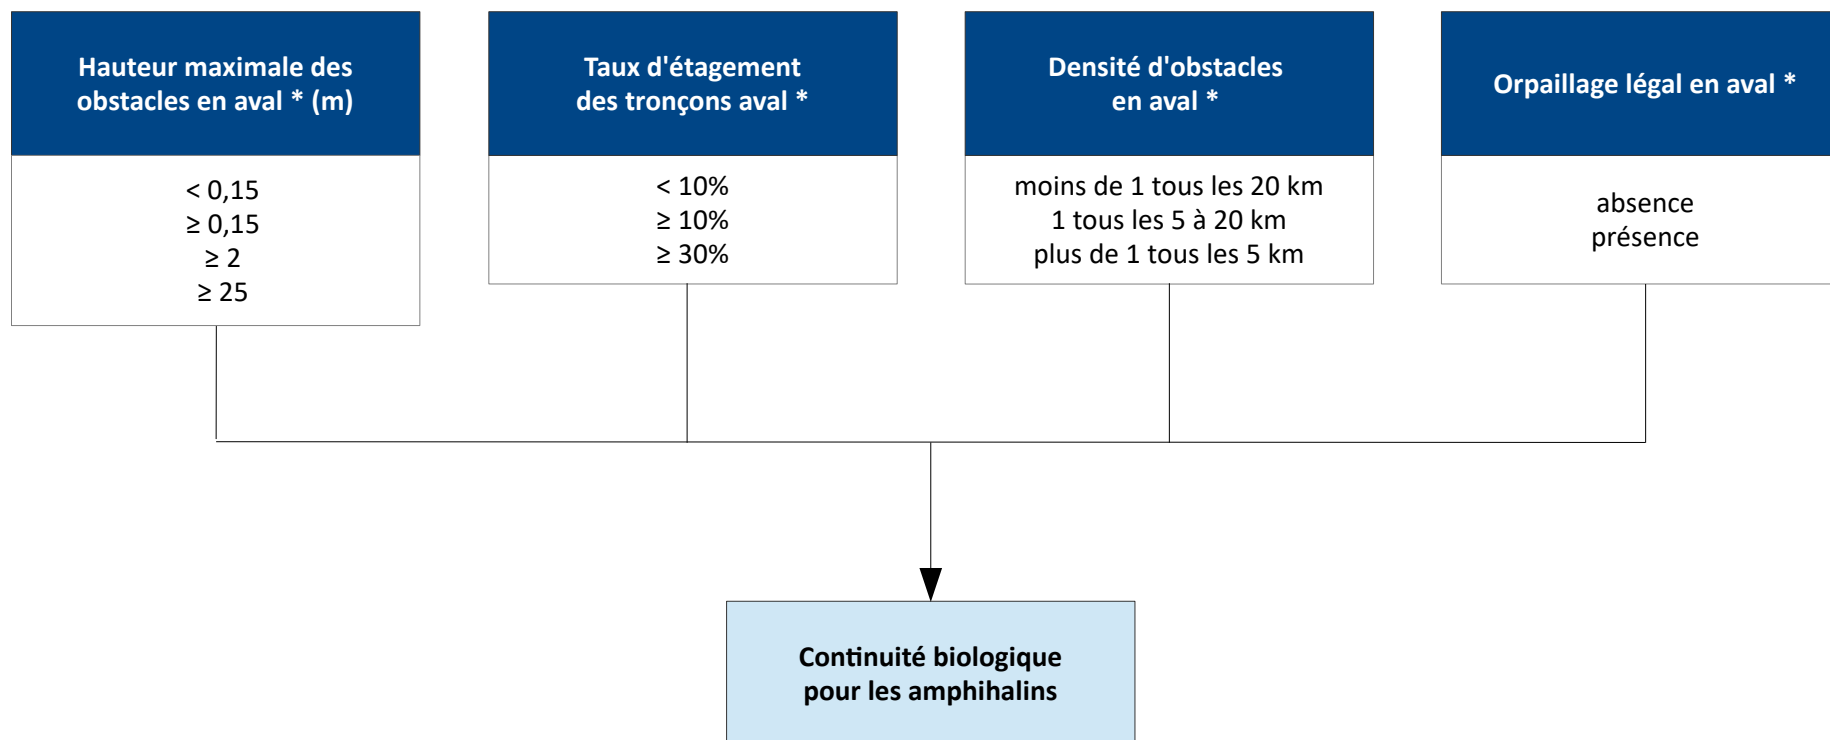 Hauteur maximale des
obstacles en aval * (m)
< 0,15
≥ 0,15
≥ 2
≥ 25
Taux d'étagement
des tronçons aval *
< 10%
≥ 10%
≥ 30%
Densité d'obstacles
en aval *
moins de 1 tous les 20 km
1 tous les 5 à 20 km
plus de 1 tous les 5 km
Orpaillage légal en aval *
absence
présence
Continuité biologique
pour les amphihalins